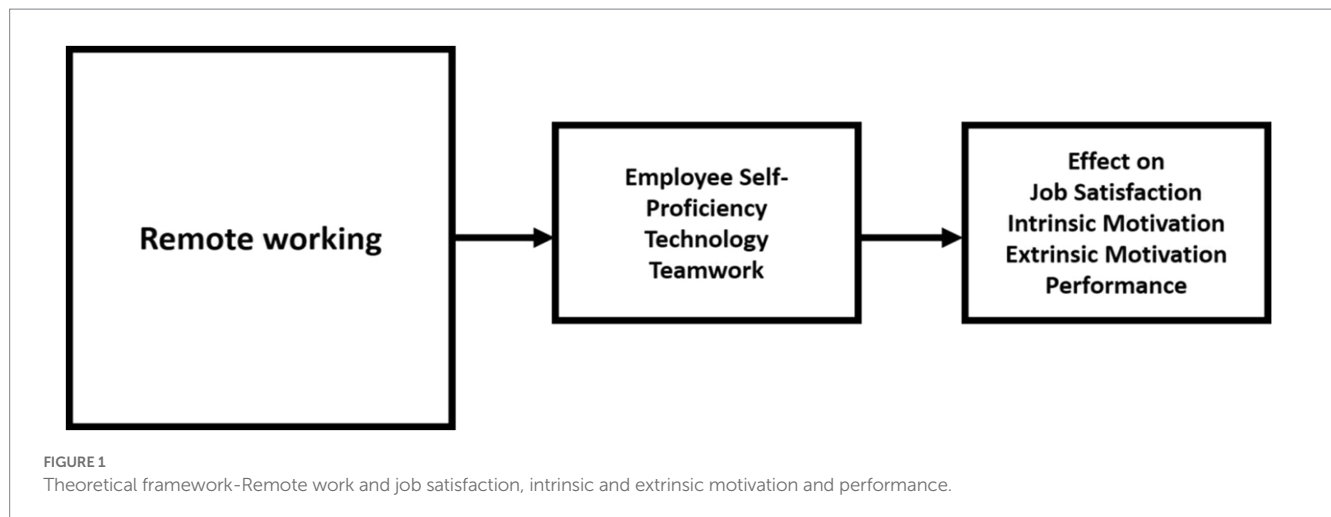 Remote working
Employee Self-
Proficiency
Technology
Teamwork
Effect on
Job Satisfaction
Intrinsic Motivation
Extrinsic Motivation
Performance
FIGURE 1
Theoretical framework-Remote work and job satisfaction, intrinsic and extrinsic motivation and performance.